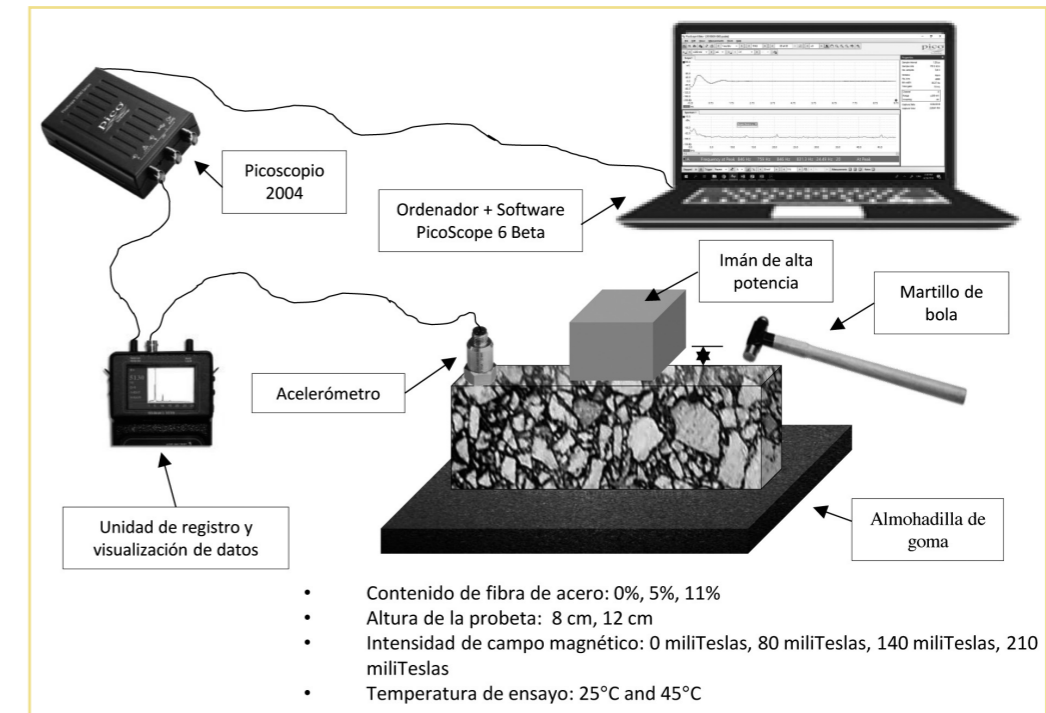 pico
pico
Picoscopio
2004
Ordenador + Software
PicoScope 6 Beta
Imán de alta
potencia
Martillo de
bola
Acelerómetro
Unidad de registro y
visualización de datos
Almohadilla de
goma
• Contenido de fibra de acero: 0%, 5%, 11%
• Altura de la probeta: 8 cm, 12 cm
• Intensidad de campo magnético: 0 miliTeslas, 80 miliTeslas, 140 miliTeslas, 210
miliTeslas
• Temperatura de ensayo: 25°C and 45°C